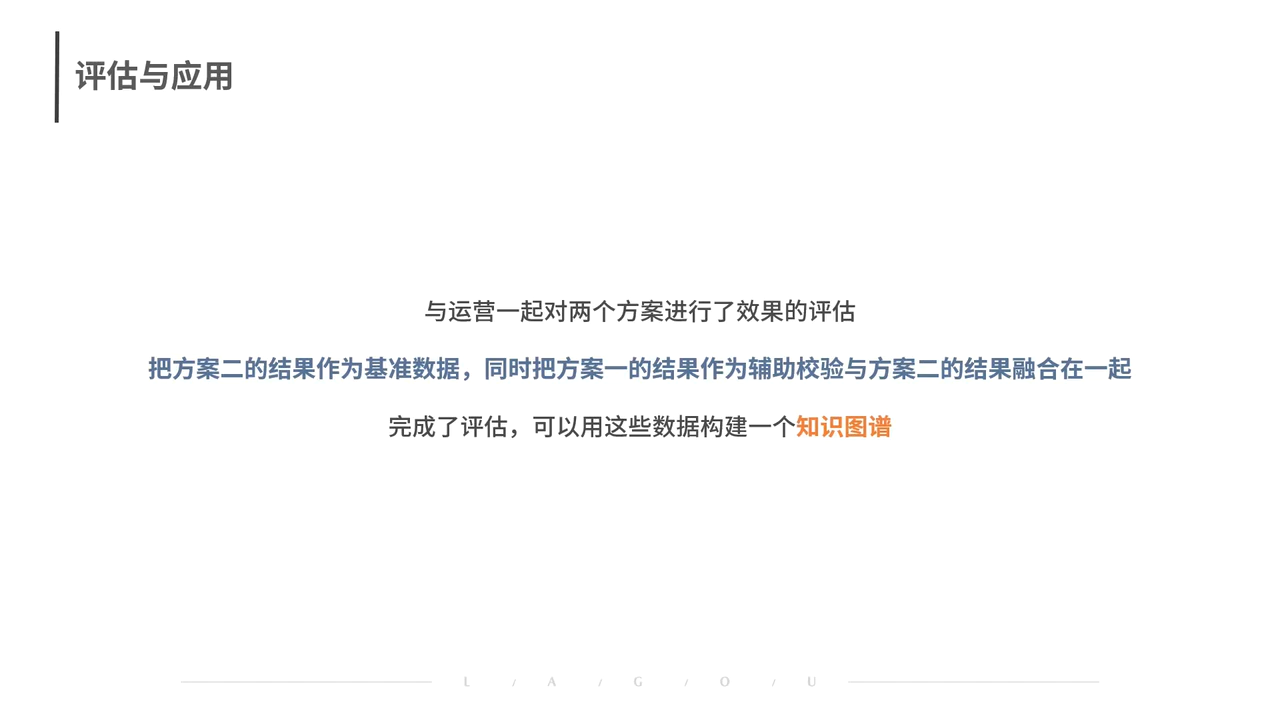 评估与应用
与运营一起对两个方案进行了效果的评估
把方案二的结果作为基准数据，同时把方案一的结果作为辅助校验与方案二的结果融合在一起
完成了评估，可以用这些数据构建一个知识图谱
L / A / G / O / U